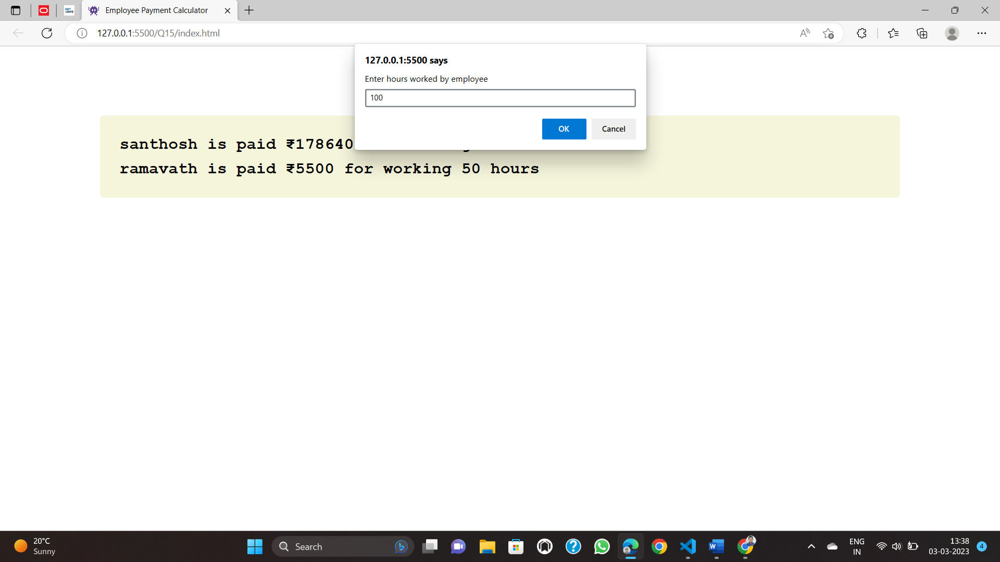 Employee Payment Calculator
127.0.0.1:5500/Q15/index.html
127.0.0.1:5500 says
Enter hours worked by employee
100
OK
Cancel
santhosh is paid ₹178640
ramavath is paid ₹5500 for working 50 hours
20°C
Sunny
Search
ENG
IN
13:38
03-03-2023
4